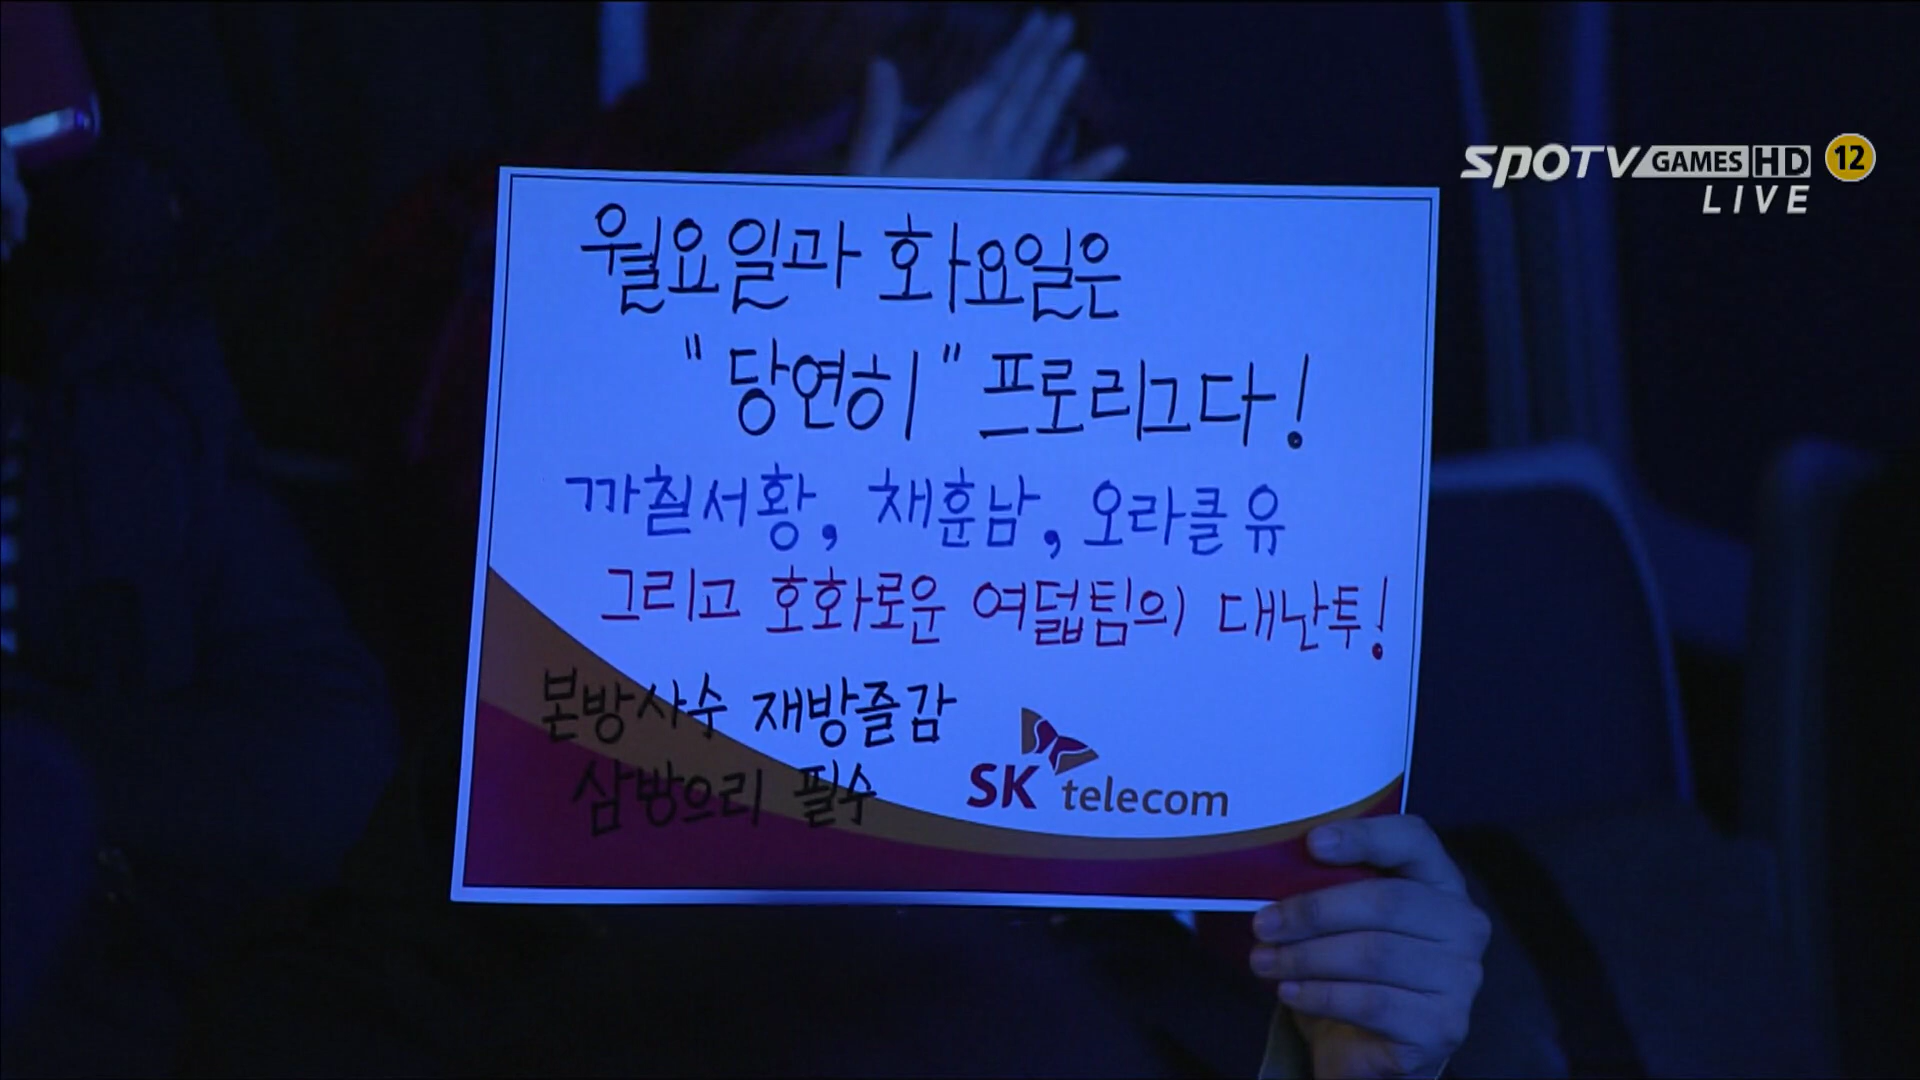 SPOTV GAMES HD 12
LIVE
월요일과 화요일은
"당연히" 프로리그다!
까칠서황, 채훈남, 오라클유
그리고 호화로운 여덟팀의 대난투!
본방사수 재방즐감
삼빵으리 필수
SK telecom